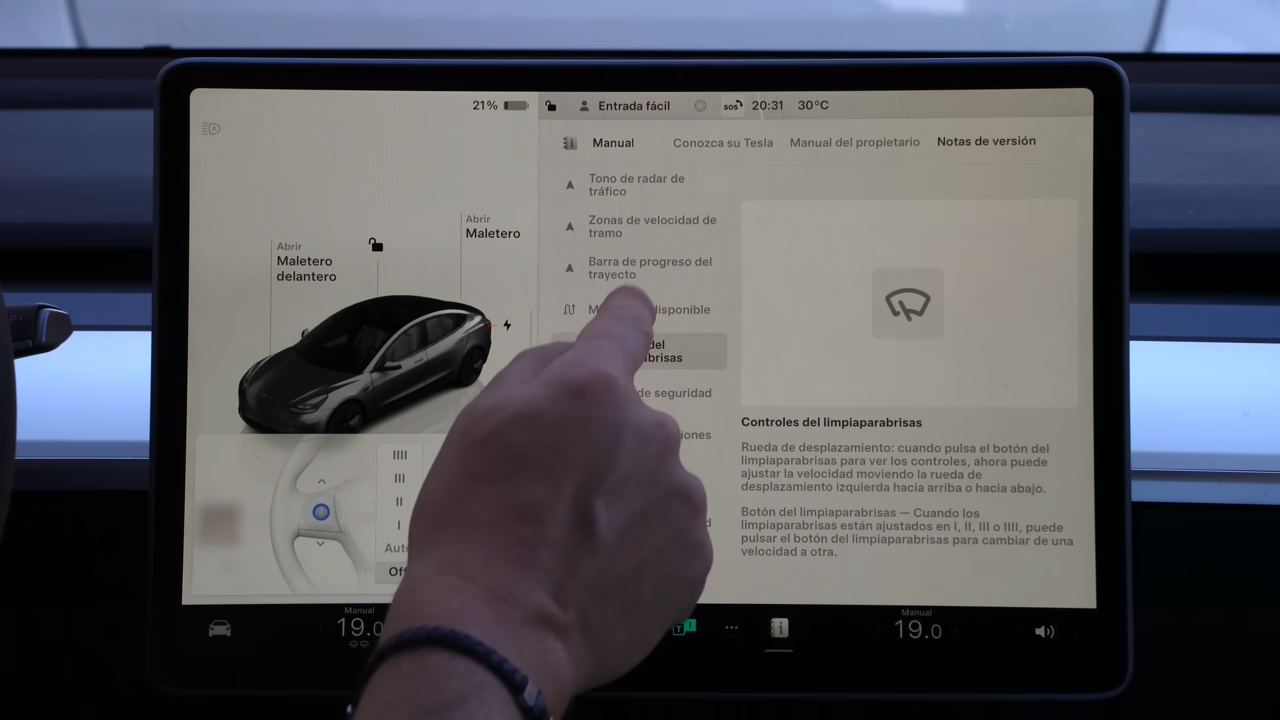 21%
Entrada fácil
sos
20:31
30°C
Manual
Conozca su Tesla
Manual del propietario
Notas de versión
Abrir
Maletero
delantero
Abrir
Maletero
Tono de radar de
tráfico
Zonas de velocidad de
tramo
Barra de progreso del
trayecto
disponible
del
de seguridad
IIII
III
II
I
Controles del limpiaparabrisas
Rueda de desplazamiento: cuando pulsa el botón del
limpiaparabrisas para ver los controles, ahora puede
ajustar la velocidad moviendo la rueda de
desplazamiento izquierda hacia arriba o hacia abajo.
Botón del limpiaparabrisas — Cuando los
limpiaparabrisas están ajustados en I, II, III o IIII, puede
pulsar el botón del limpiaparabrisas para cambiar de una
velocidad a otra.
Manual
19.0
Manual
19.0